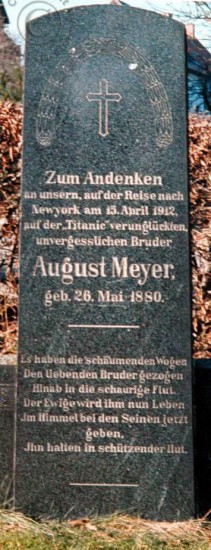 Zum Andenken
an unsern, auf der Reise nach
Newyork am 15. April 1912,
auf der „Titanic" verunglückten,
unvergesslichen Bruder
August Meyer,
geb. 26. Mai 1880.
Es haben die schäumenden Wogen
Den liebenden Bruder gezogen
Hinab in die schaurige Flut.
Der Ewige wird ihm nun Leben
Im Himmel bei den Seinen jetzt
geben,
Ihn halten in schützender Hut.